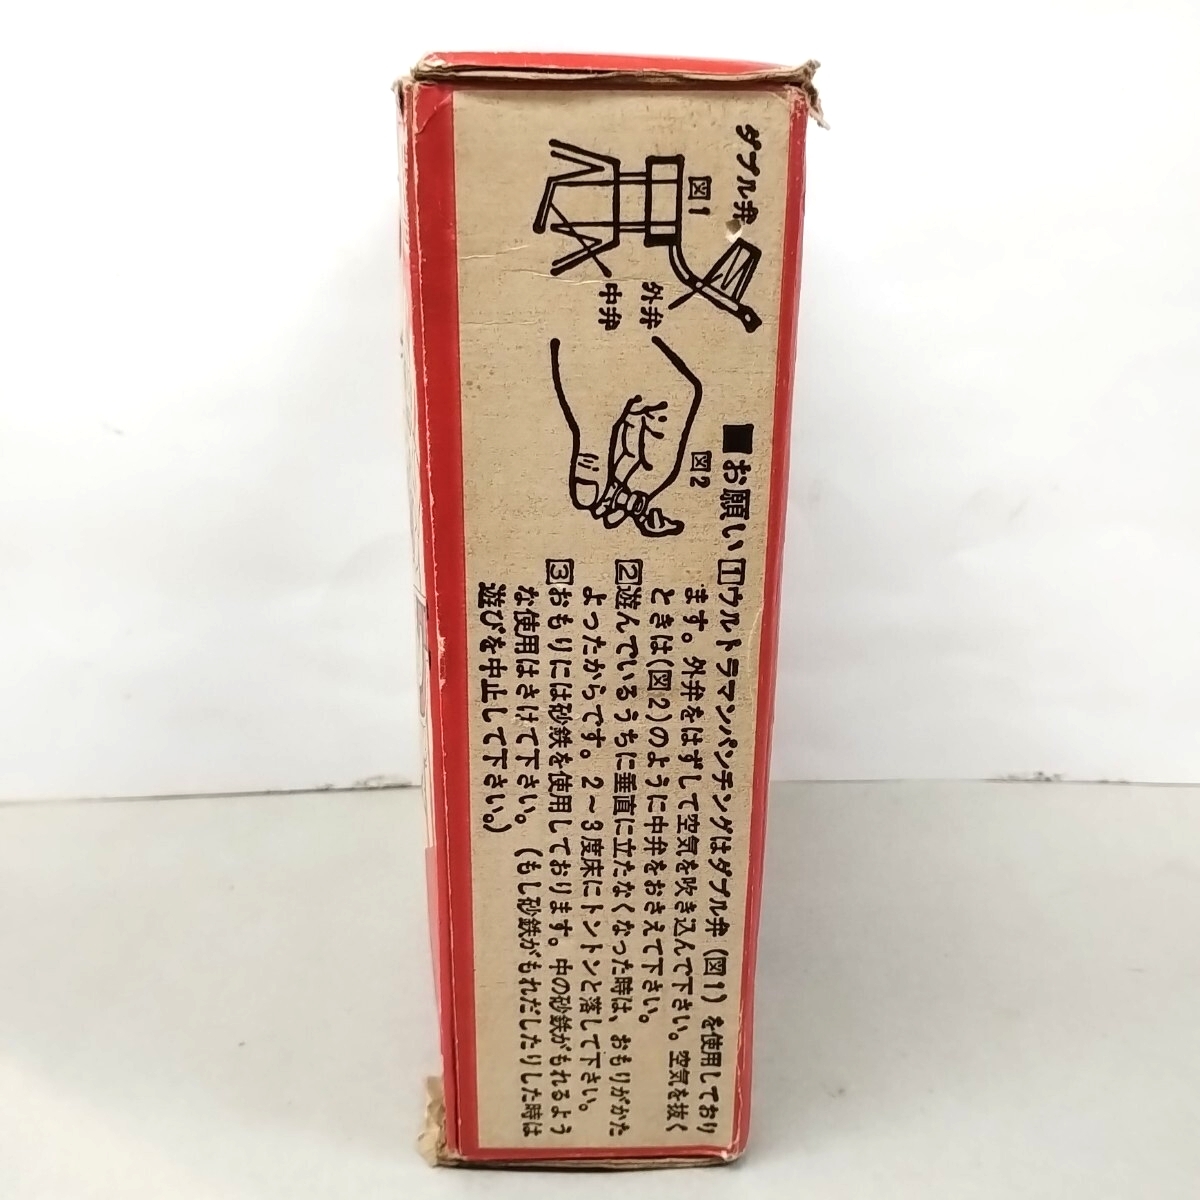 ダブル弁
図1
外弁
中弁
図2
■お願い
1ウルトラマンパンチングはダブル弁(図1)を使用しており
ます。外弁をはずして空気を吹き込んで下さい。空気を抜く
ときは(図2)のように中弁をおさえて下さい。
2遊んでいるうちに垂直に立たなくなった時は、おもりがかた
よったからです。2~3度床にトントンと落して下さい。
3おもりには砂鉄を使用しております。中の砂鉄がもれるよう
な使用はさけて下さい。(もし砂鉄がもれだしたりした時は
遊びを中止して下さい。)